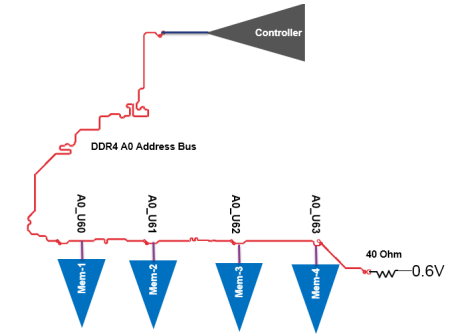 Controller
DDR4 A0 Address Bus
A0_U60
A0_U61
A0_U62
A0_U63
40 Ohm
0.6V
Mem-1
Mem-2
Mem-3
Mem-4